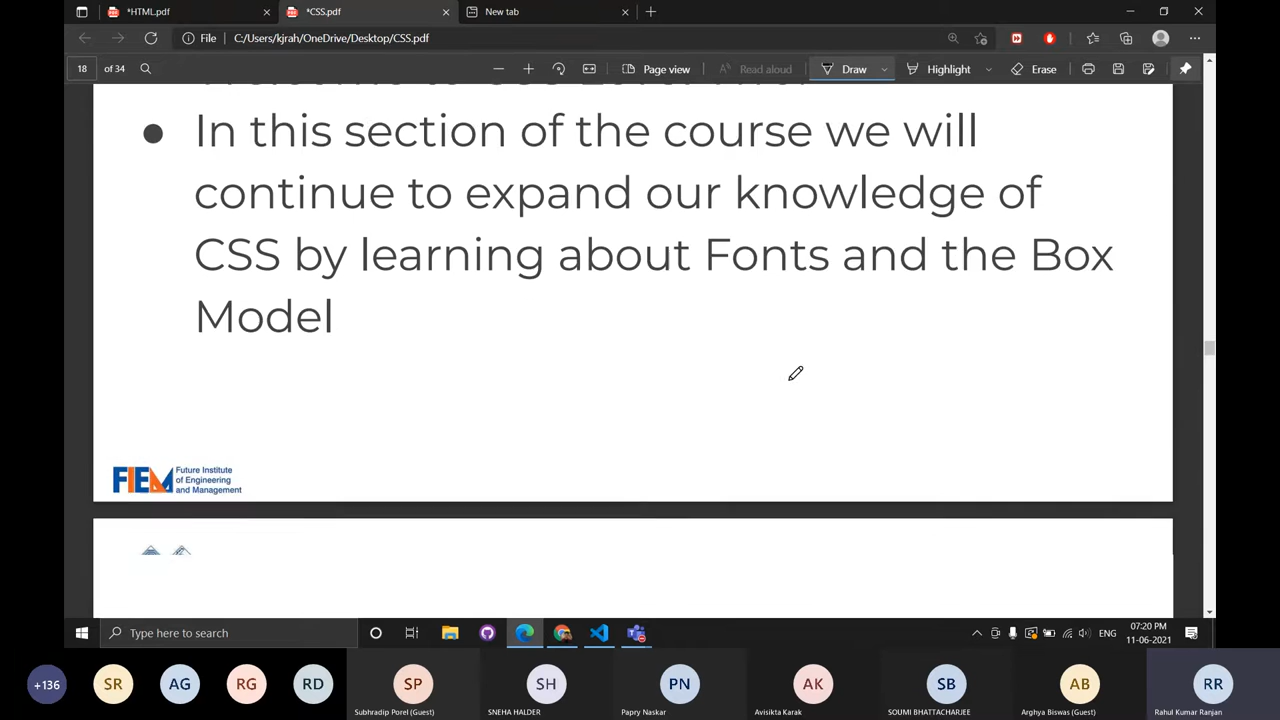 *HTML.pdf
*CSS.pdf
New tab
File C:/Users/kjrah/OneDrive/Desktop/CSS.pdf
18 of 34
Page view
Read aloud
Draw
Highlight
Erase
In this section of the course we will
continue to expand our knowledge of
CSS by learning about Fonts and the Box
Model
FIEM
Future Institute
of Engineering
and Management
Type here to search
ENG
07:20 PM
11-06-2021
+136
SR
AG
RG
RD
SP
SH
PN
AK
SB
AB
RR
Subhradip Porel (Guest)
SNEHA HALDER
Papry Naskar
Avisikta Karak
SOUMI BHATTACHARJEE
Arghya Biswas (Guest)
Rahul Kumar Ranjan